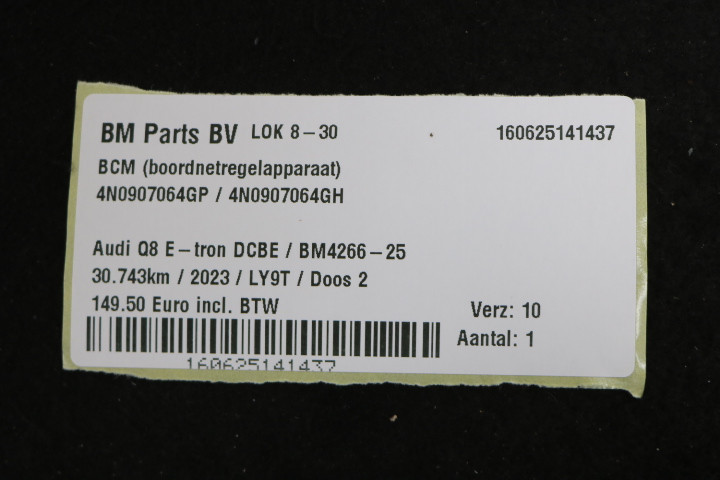 BM Parts BV LOK 8-30 160625141437
BCM (boordnetregelapparaat)
4N0907064GP / 4N0907064GH
Audi Q8 E-tron DCBE / BM4266-25
30.743km / 2023 / LY9T / Doos 2
149.50 Euro incl. BTW Verz: 10
Aantal: 1
160625141437